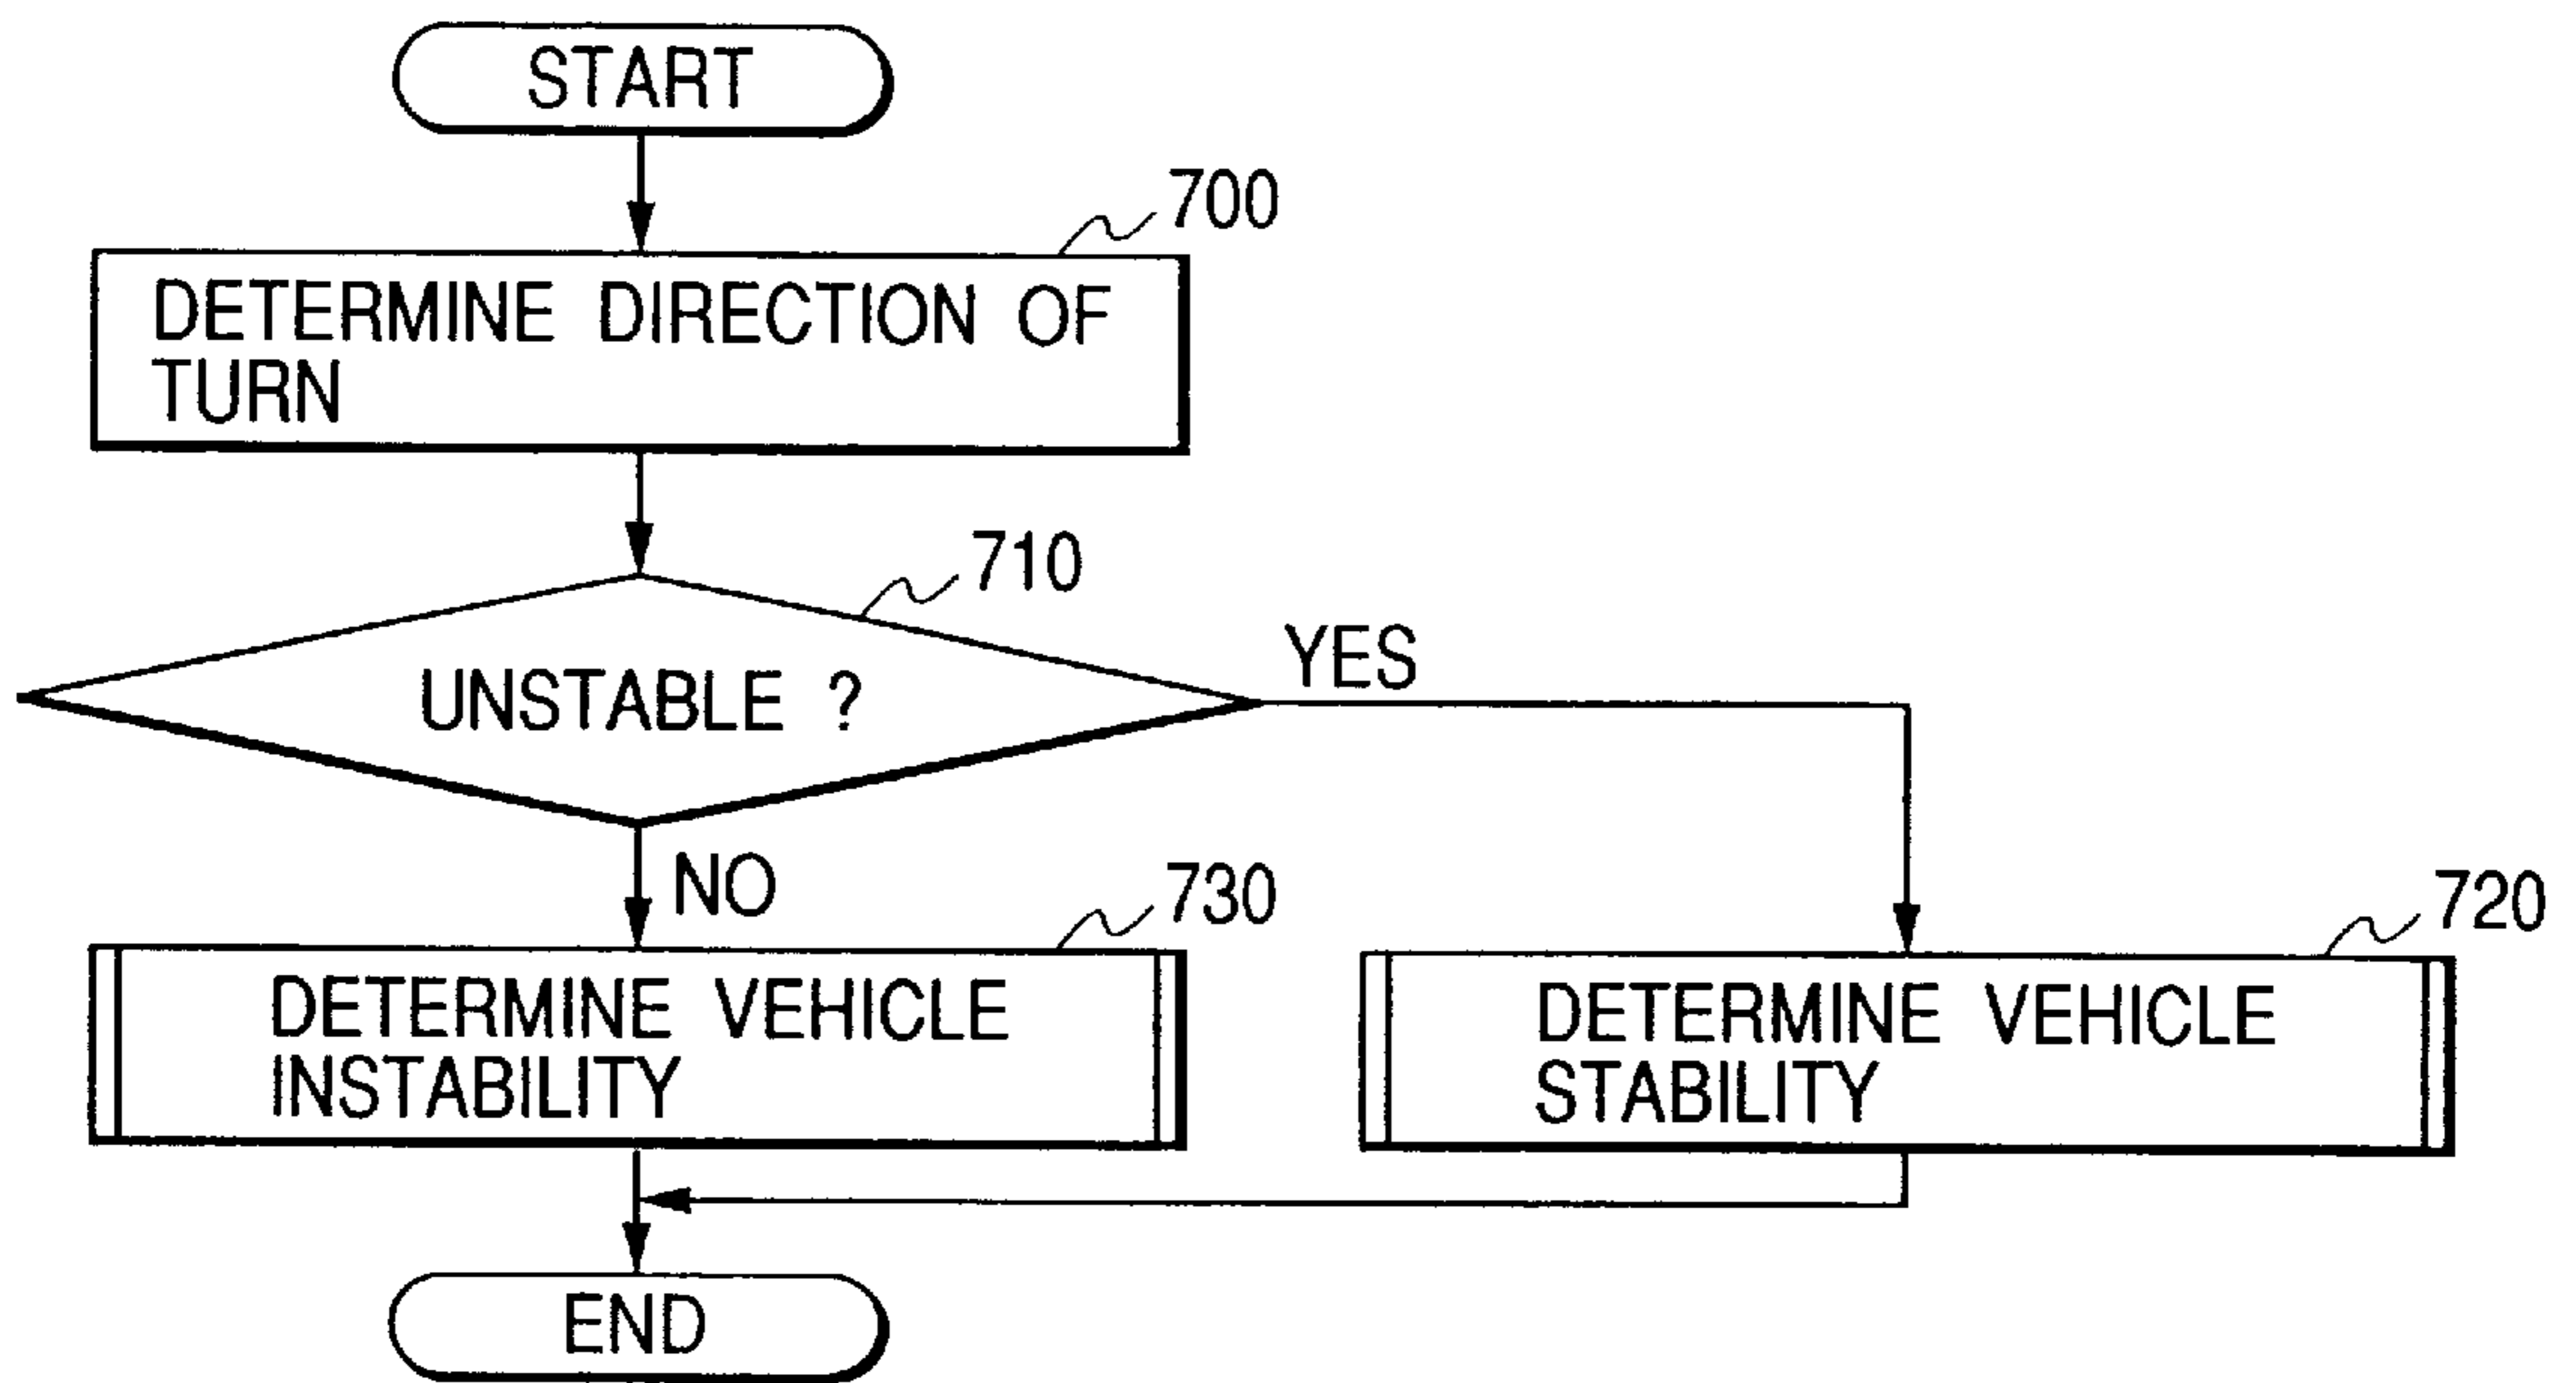 START
700
DETERMINE DIRECTION OF
TURN
710
UNSTABLE ?
YES
NO
730
DETERMINE VEHICLE
INSTABILITY
720
DETERMINE VEHICLE
STABILITY
END